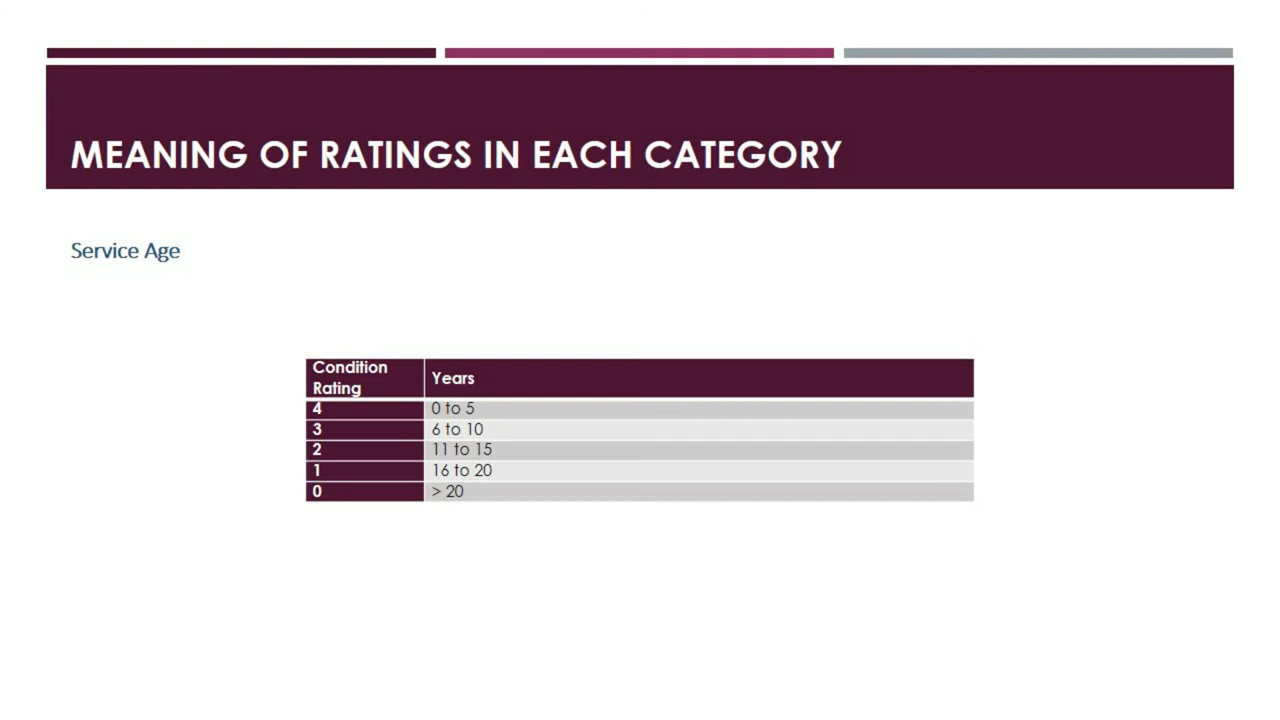 MEANING OF RATINGS IN EACH CATEGORY
Service Age
Condition Rating Years
4 0 to 5
3 6 to 10
2 11 to 15
1 16 to 20
0 > 20